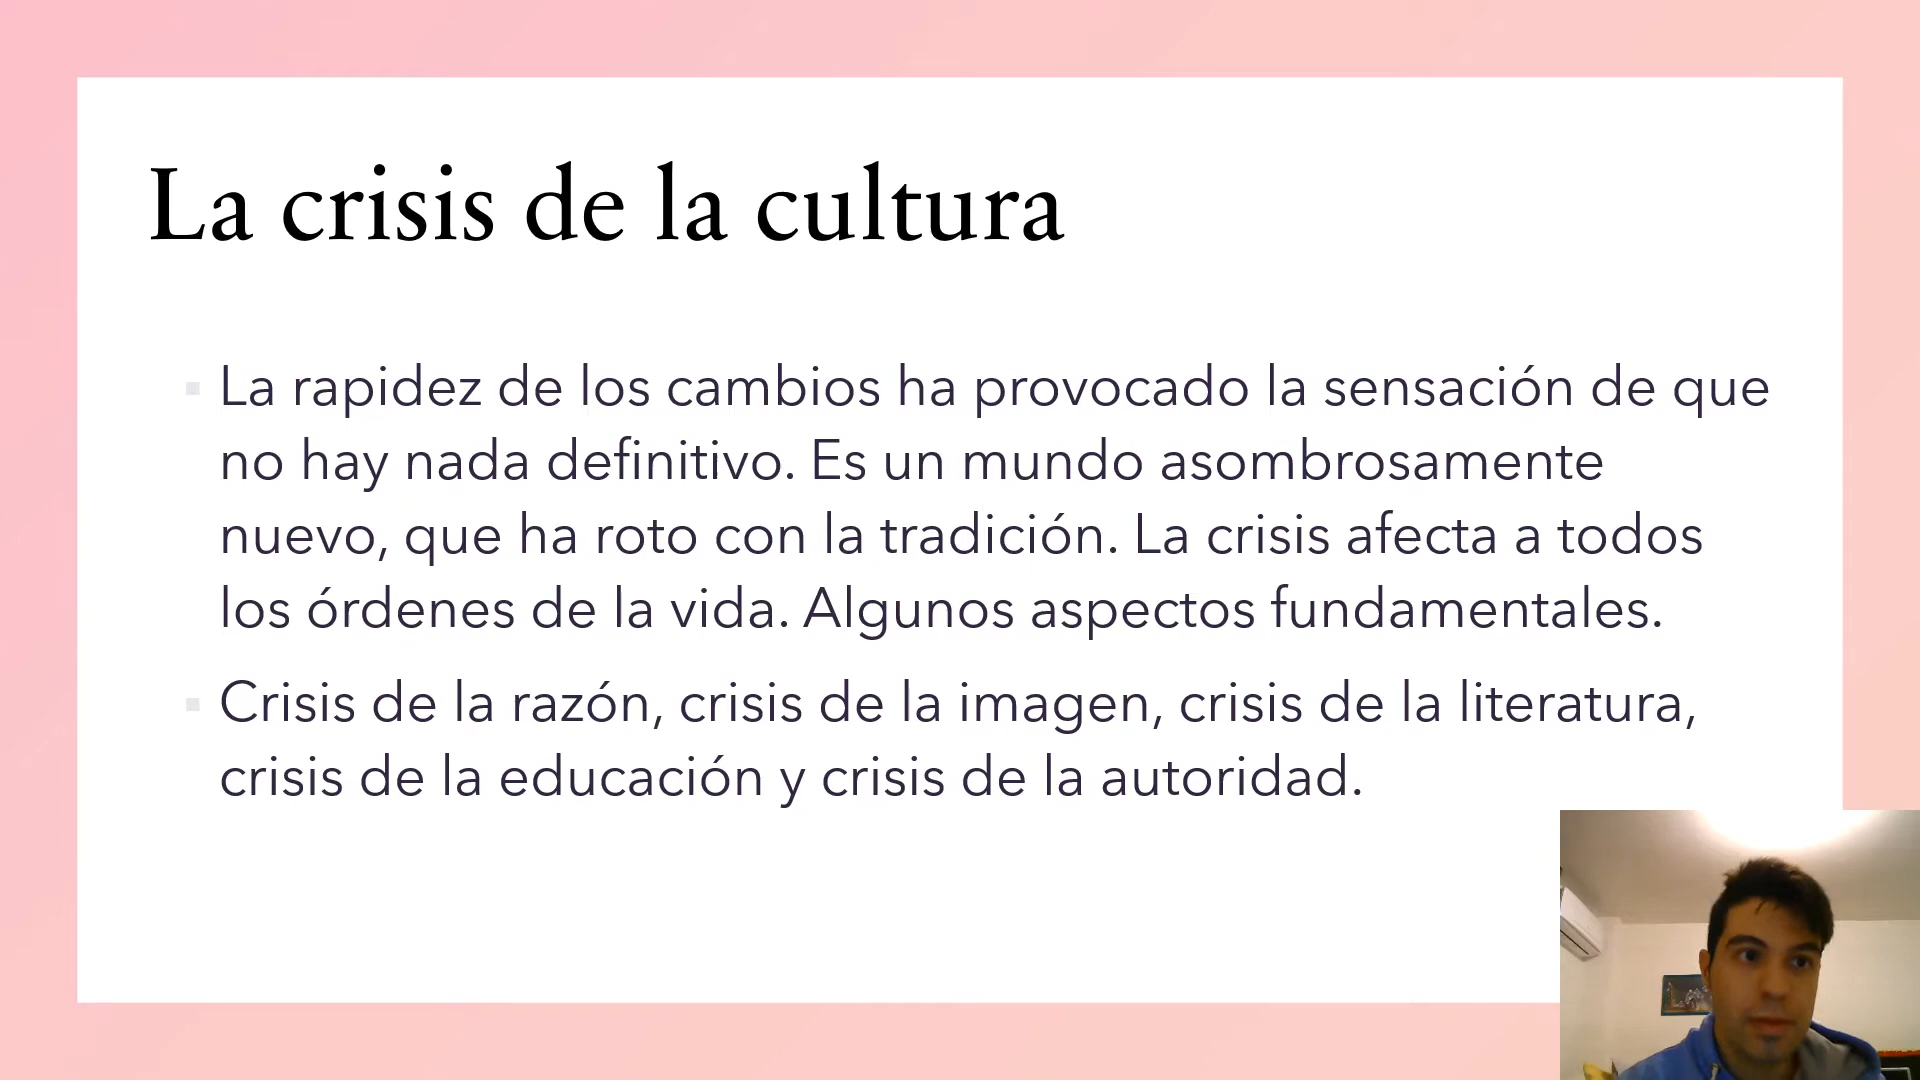 La crisis de la cultura
La rapidez de los cambios ha provocado la sensación de que
no hay nada definitivo. Es un mundo asombrosamente
nuevo, que ha roto con la tradición. La crisis afecta a todos
los órdenes de la vida. Algunos aspectos fundamentales.
Crisis de la razón, crisis de la imagen, crisis de la literatura,
crisis de la educación y crisis de la autoridad.